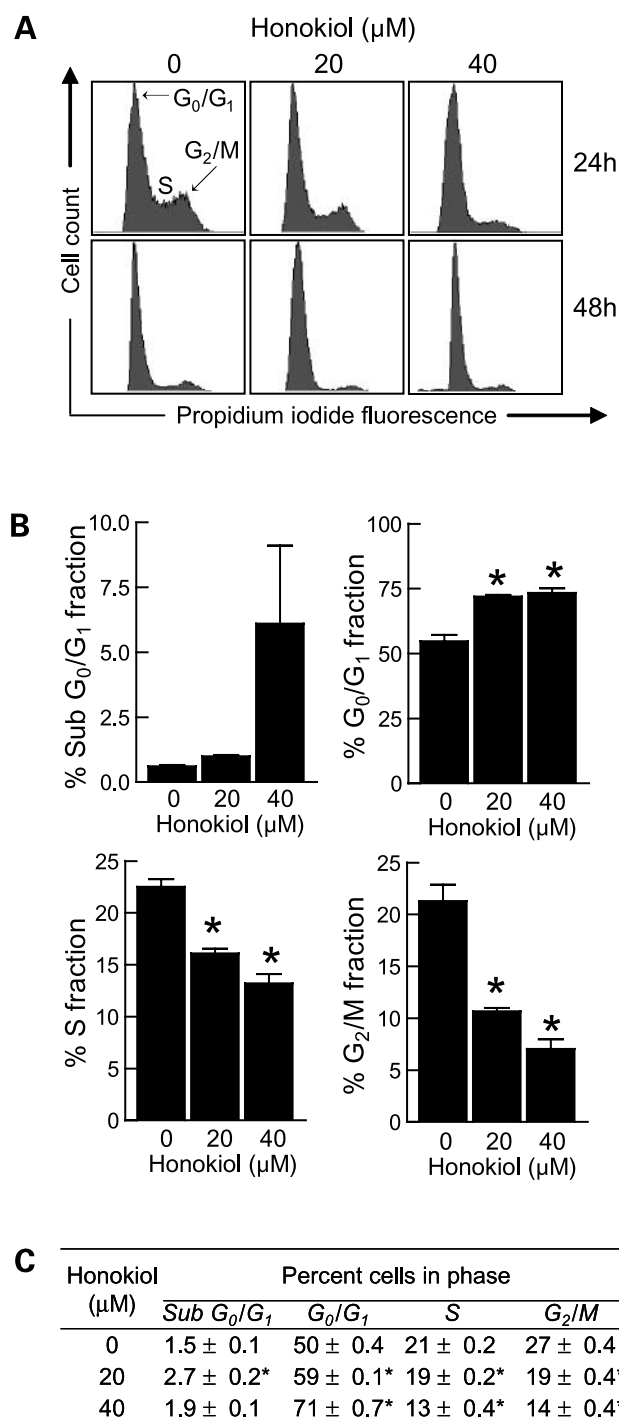 A
Honokiol (µM)
0 20 40
G0/G1
G2/M
S
24h
48h
Cell count
Propidium iodide fluorescence
B
% Sub G0/G1 fraction
10.0
7.5
5.0
2.5
0.0
0 20 40
Honokiol (µM)
% G0/G1 fraction
100
75
50
25
0
* *
0 20 40
Honokiol (µM)
% S fraction
25
20
15
10
5
0
* *
0 20 40
Honokiol (µM)
% G2/M fraction
25
20
15
10
5
0
* *
0 20 40
Honokiol (µM)
C
Honokiol (µM) Percent cells in phase
Sub G0/G1 G0/G1 S G2/M
0 1.5 ± 0.1 50 ± 0.4 21 ± 0.2 27 ± 0.4
20 2.7 ± 0.2* 59 ± 0.1* 19 ± 0.2* 19 ± 0.4*
40 1.9 ± 0.1 71 ± 0.7* 13 ± 0.4* 14 ± 0.4*